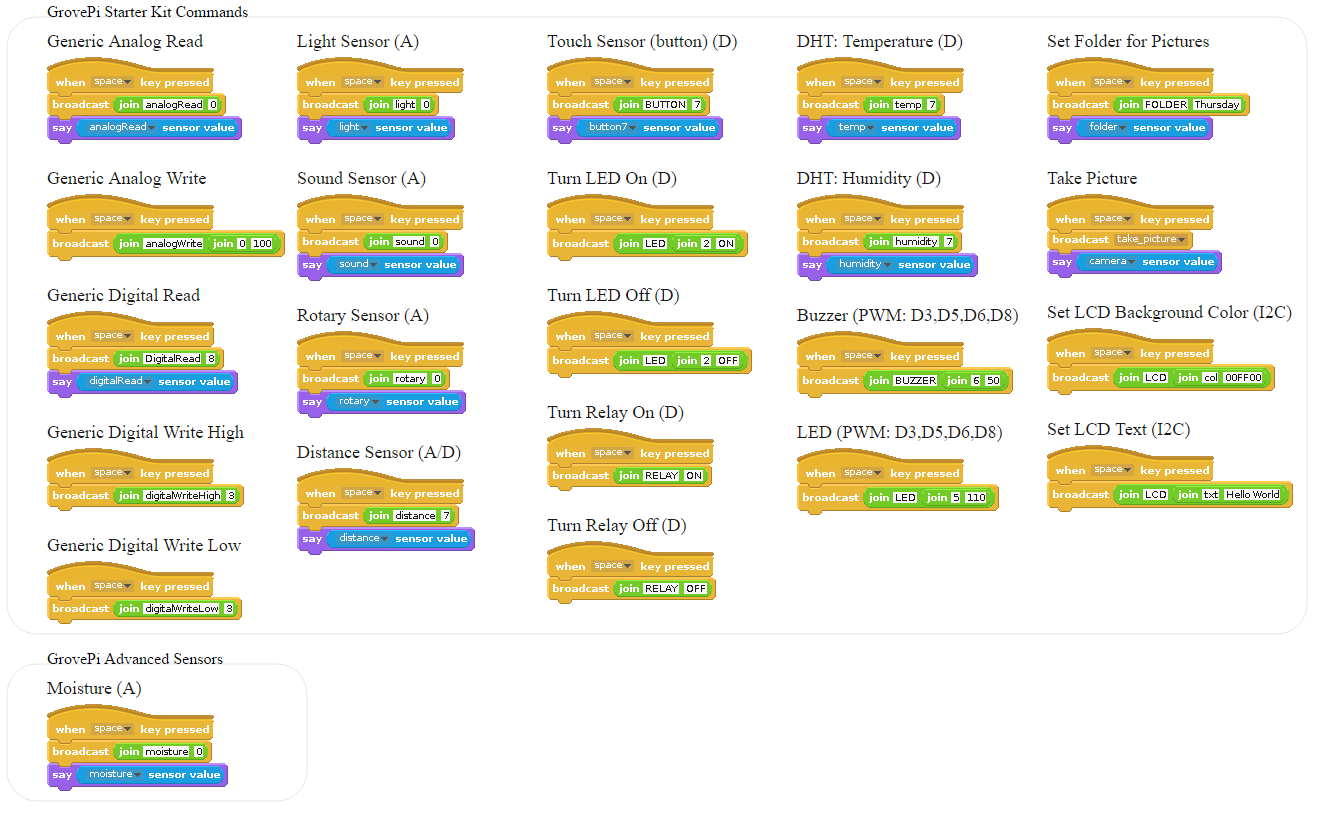 GrovePi Starter Kit Commands
Generic Analog Read
when space key pressed
broadcast join analogRead 0
say analogRead sensor value
Generic Analog Write
when space key pressed
broadcast join analogWrite join 0 100
Generic Digital Read
when space key pressed
broadcast join DigitalRead 8
say digitalRead sensor value
Generic Digital Write High
when space key pressed
broadcast join digitalWriteHigh 3
Generic Digital Write Low
when space key pressed
broadcast join digitalWriteLow 3
Light Sensor (A)
when space key pressed
broadcast join light 0
say light sensor value
Sound Sensor (A)
when space key pressed
broadcast join sound 0
say sound sensor value
Rotary Sensor (A)
when space key pressed
broadcast join rotary 0
say rotary sensor value
Distance Sensor (A/D)
when space key pressed
broadcast join distance 7
say distance sensor value
Touch Sensor (button) (D)
when space key pressed
broadcast join BUTTON 7
say button7 sensor value
Turn LED On (D)
when space key pressed
broadcast join LED join 2 ON
Turn LED Off (D)
when space key pressed
broadcast join LED join 2 OFF
Turn Relay On (D)
when space key pressed
broadcast join RELAY ON
Turn Relay Off (D)
when space key pressed
broadcast join RELAY OFF
DHT: Temperature (D)
when space key pressed
broadcast join temp 7
say temp sensor value
DHT: Humidity (D)
when space key pressed
broadcast join humidity 7
say humidity sensor value
Buzzer (PWM: D3,D5,D6,D8)
when space key pressed
broadcast join BUZZER join 6 50
LED (PWM: D3,D5,D6,D8)
when space key pressed
broadcast join LED join 5 110
Set Folder for Pictures
when space key pressed
broadcast join FOLDER Thursday
say folder sensor value
Take Picture
when space key pressed
broadcast take_picture
say camera sensor value
Set LCD Background Color (I2C)
when space key pressed
broadcast join LCD join col 00FF00
Set LCD Text (I2C)
when space key pressed
broadcast join LCD join txt Hello World
GrovePi Advanced Sensors
Moisture (A)
when space key pressed
broadcast join moisture 0
say moisture sensor value